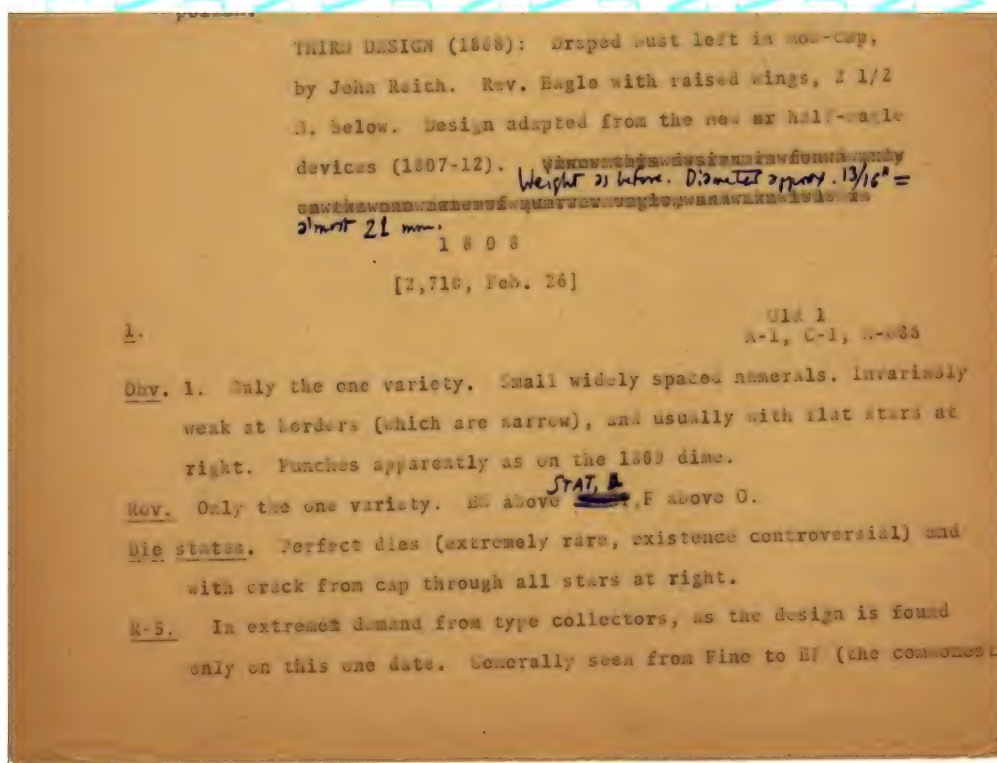 THIRD DESIGN (1808): Draped bust left in mob-cap,
by John Reich. Rev. Eagle with raised wings, 2 1/2
D. below. Design adapted from the new half-eagle
devices (1807-12).
Weight as before. Diameter approx. 13/16" =
almost 21 mm.
1 8 0 8
[2,710, Feb. 26]
1.
A-1, C-1,
Obv. 1. Only the one variety. Small widely spaced numerals. Invariably
weak at borders (which are narrow), and usually with flat stars at
right. Punches apparently as on the 1809 dime.
Rev. Only the one variety. above STAT, F above O.
Die states. Perfect dies (extremely rare, existence controversial) and
with crack from cap through all stars at right.
R-5. In extreme demand from type collectors, as the design is found
only on this one date. Generally seen from Fine to EF (the commonest